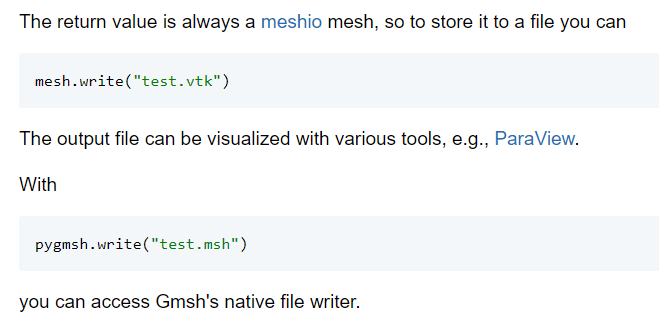 The return value is always a meshio mesh, so to store it to a file you can
mesh.write("test.vtk")
The output file can be visualized with various tools, e.g., ParaView.
With
pygmsh.write("test.msh")
you can access Gmsh's native file writer.